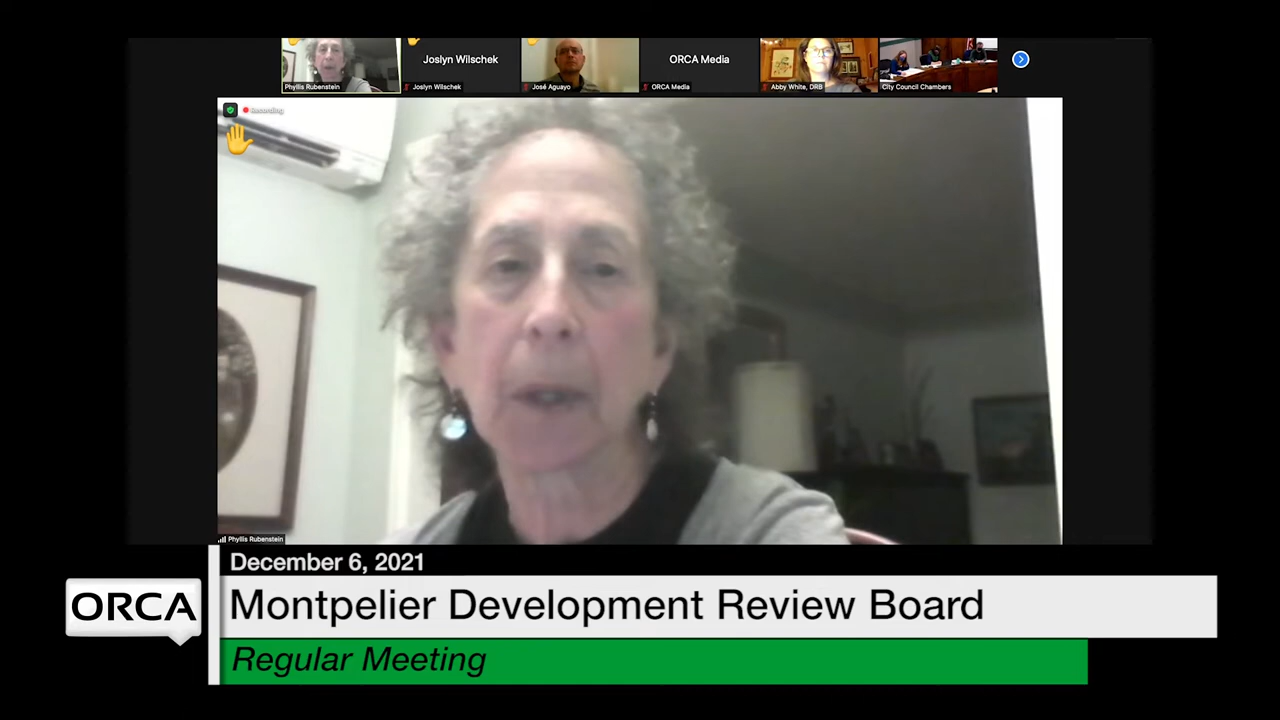 Joslyn Wilschek
ORCA Media
Phyllis Rubenstein
Joslyn Wilschek
José Aguayo
ORCA Media
Abby White, DRB
City Council Chambers
Recording
Phyllis Rubenstein
December 6, 2021
ORCA
Montpelier Development Review Board
Regular Meeting